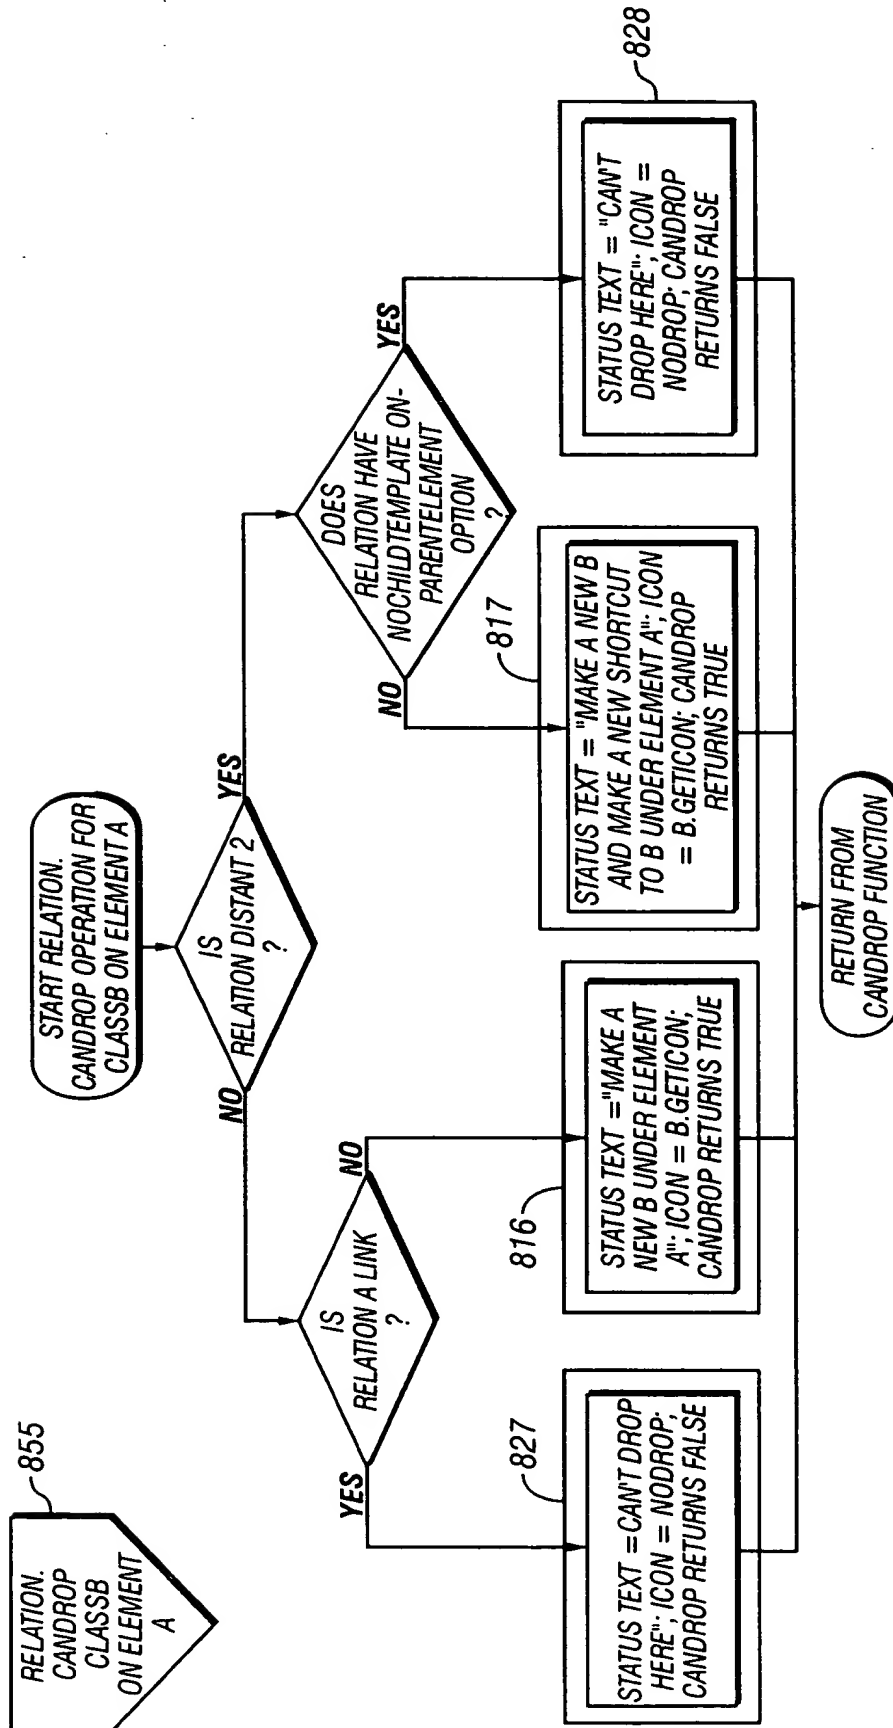 RELATION.
CANDROP
CLASSB
ON ELEMENT
A
855
START RELATION.
CANDROP OPERATION FOR
CLASSB ON ELEMENT A
IS
RELATION DISTANT 2
?
NO
YES
IS
RELATION A LINK
?
YES
NO
DOES
RELATION HAVE
NOCHILDTEMPLATE ON-
PARENTELEMENT
OPTION
?
NO
YES
827
STATUS TEXT =CAN'T DROP
HERE"; ICON = NODROP;
CANDROP RETURNS FALSE
816
STATUS TEXT ="MAKE A
NEW B UNDER ELEMENT
A"; ICON = B.GETICON;
CANDROP RETURNS TRUE
817
STATUS TEXT = "MAKE A NEW B
AND MAKE A NEW SHORTCUT
TO B UNDER ELEMENT A"; ICON
= B.GETICON; CANDROP
RETURNS TRUE
828
STATUS TEXT = "CAN'T
DROP HERE"; ICON =
NODROP; CANDROP
RETURNS FALSE
RETURN FROM
CANDROP FUNCTION